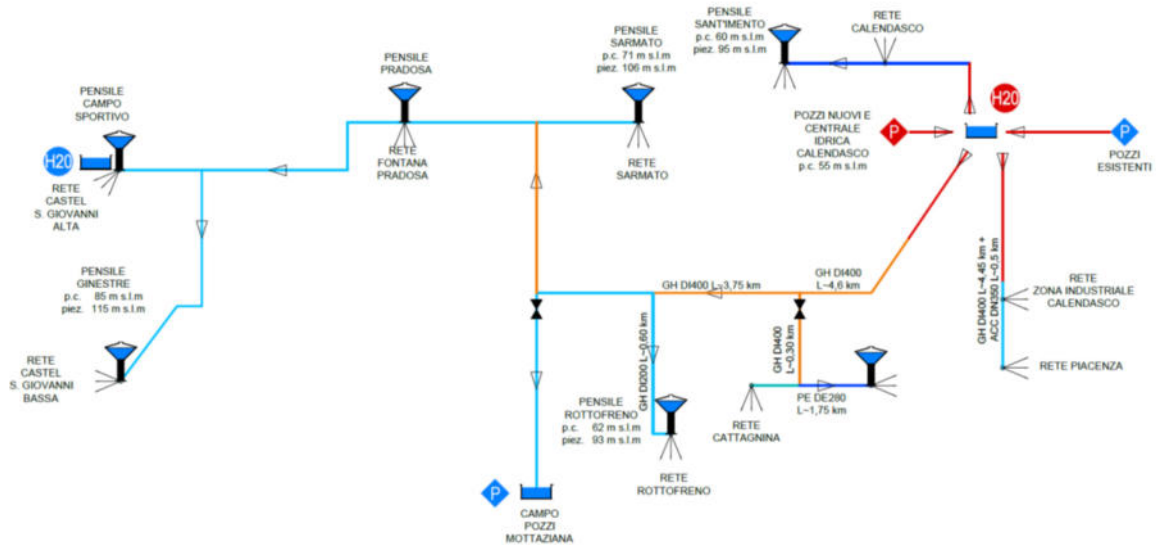 PENSILE
SANT'IMENTO
p.c. 60 m s.l.m
piez. 95 m s.l.m
RETE
CALENDASCO
PENSILE
SARMATO
p.c. 71 m s.l.m
piez. 106 m s.l.m
PENSILE
PRADOSA
PENSILE
CAMPO
SPORTIVO
H20
RETE
CASTEL
S. GIOVANNI
ALTA
RETE
FONTANA
PRADOSA
RETE
SARMATO
H20
P
POZZI NUOVI E
CENTRALE
IDRICA
CALENDASCO
p.c. 55 m s.l.m
P
POZZI
ESISTENTI
PENSILE
GINESTRE
p.c. 85 m s.l.m
piez. 115 m s.l.m
RETE
CASTEL
S. GIOVANNI
BASSA
GH DI400 L~3,75 km
GH DI400
L~4,6 km
GH DI400 L~4,45 km +
ACC DN350 L~0,5 km
RETE
ZONA INDUSTRIALE
CALENDASCO
RETE PIACENZA
GH DI200 L~0,60 km
GH DI400
L~0,30 km
PE DE280
L~1,75 km
RETE
CATTAGNINA
PENSILE
ROTTOFRENO
p.c. 62 m s.l.m
piez. 93 m s.l.m
RETE
ROTTOFRENO
P
CAMPO
POZZI
MOTTAZIANA